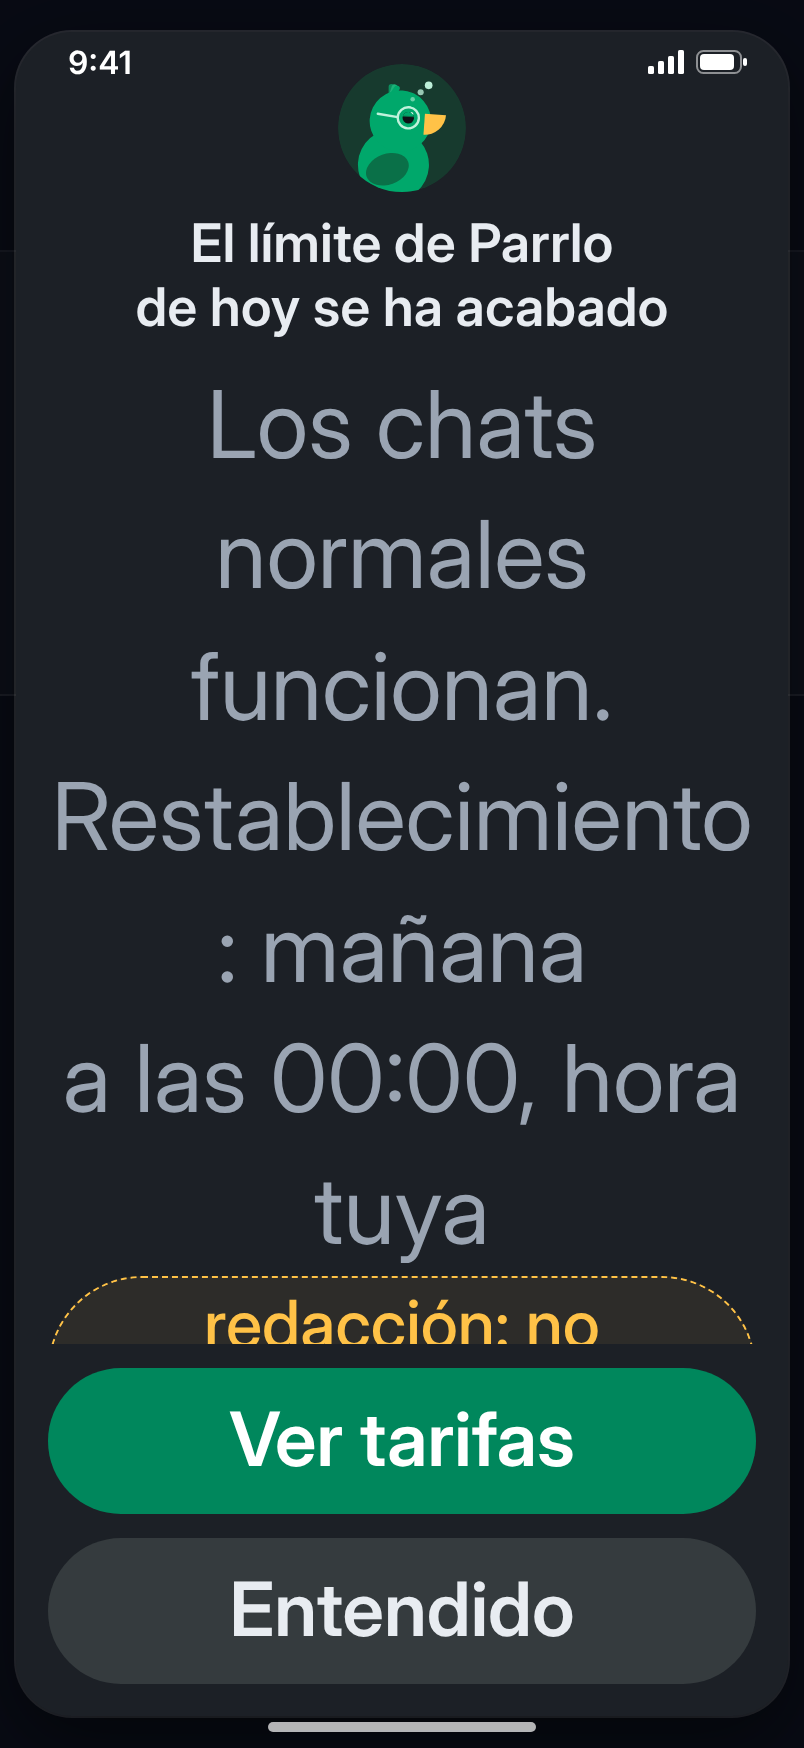 9:41
El límite de Parrlo
de hoy se ha acabado
Los chats
normales
funcionan.
Restablecimiento
: mañana
a las 00:00, hora
tuya
redacción: no
Ver tarifas
Entendido